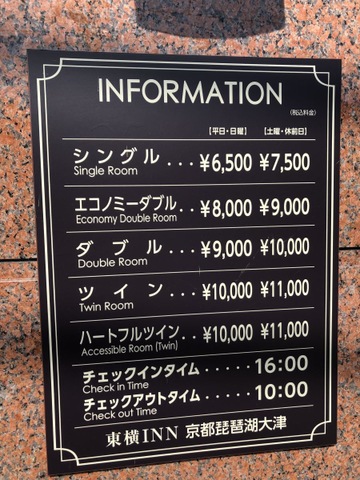 INFORMATION
(税込料金)
【平日・日曜】 【土曜・休前日】
シングル ... ¥6,500 ¥7,500
Single Room
エコノミーダブル .. ¥8,000 ¥9,000
Economy Double Room
ダブル ... ¥9,000 ¥10,000
Double Room
ツイン .. ¥10,000 ¥11,000
Twin Room
ハートフルツイン .. ¥10,000 ¥11,000
Accessible Room (Twin)
チェックインタイム ..... 16:00
Check in Time
チェックアウトタイム ..... 10:00
Check out Time
東横INN 京都琵琶湖大津